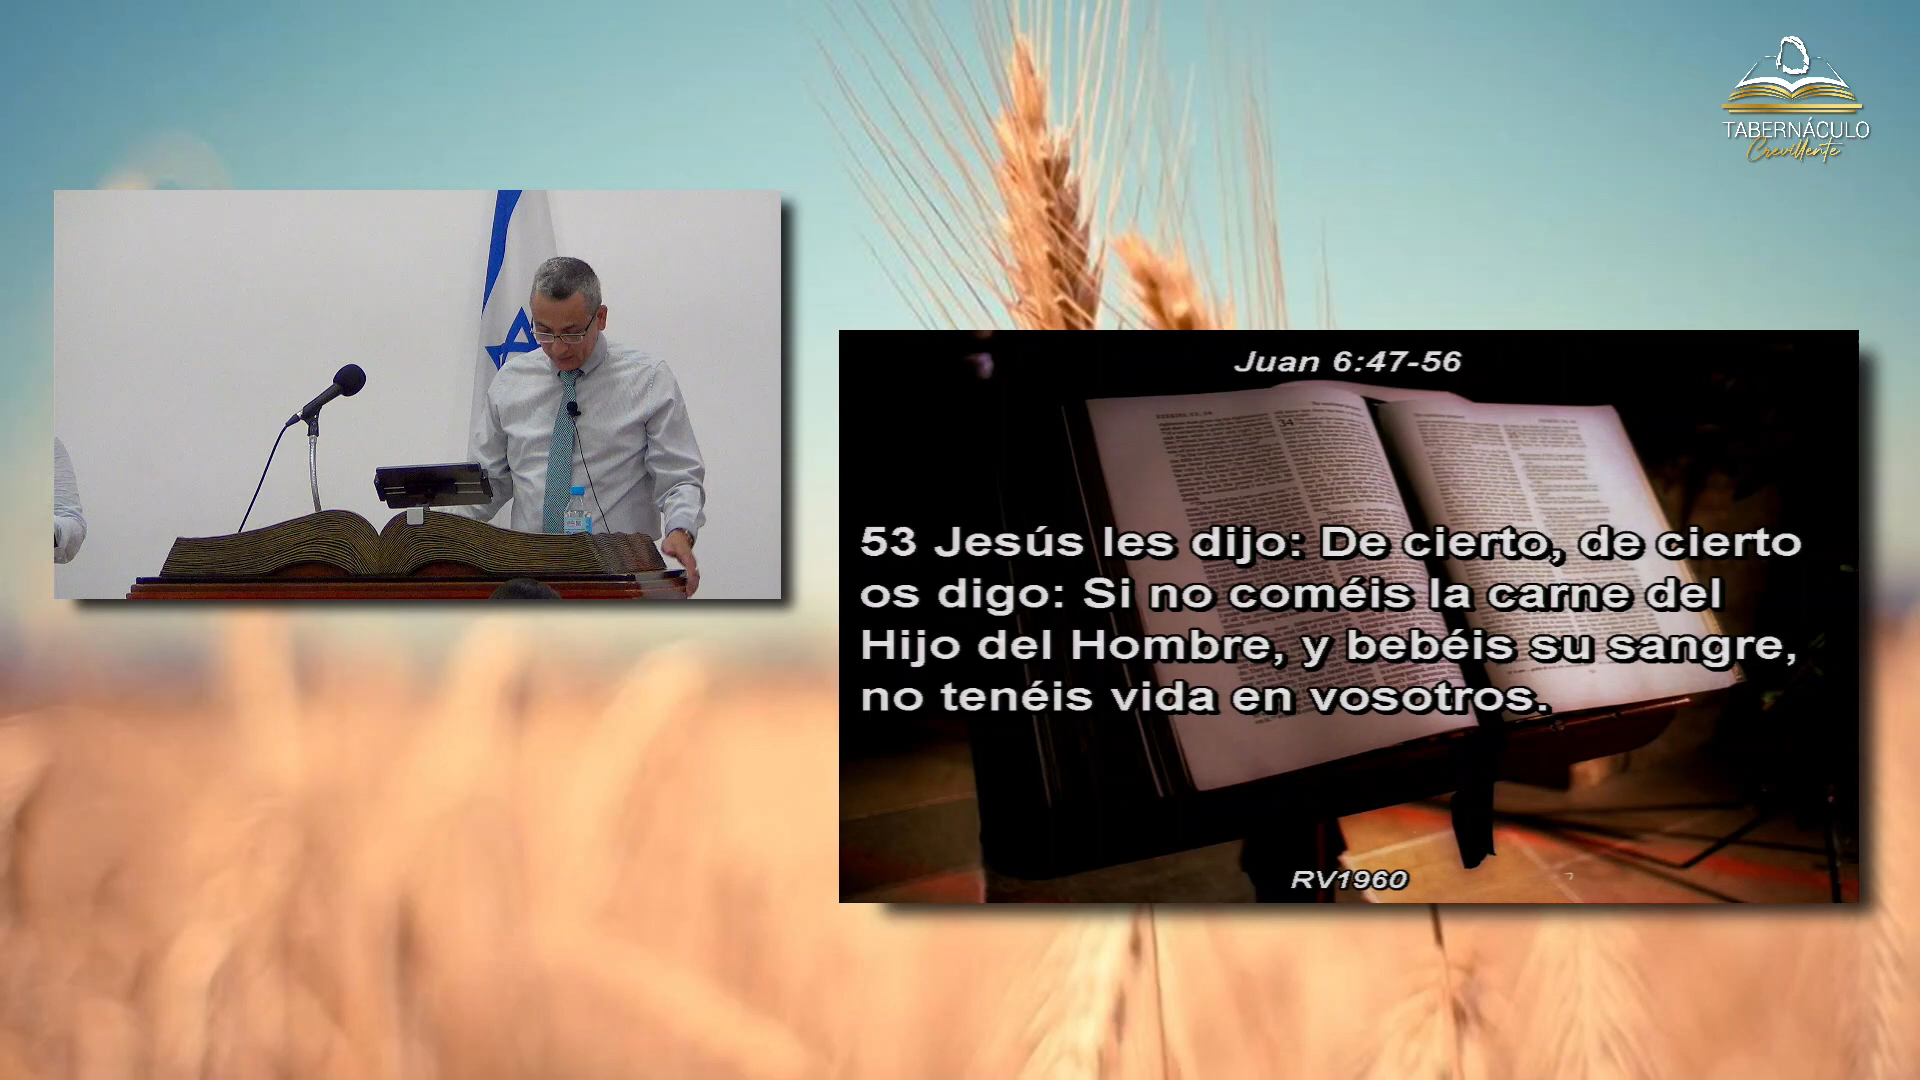 TABERNÁCULO
Crevillente
Juan 6:47-56
53 Jesús les dijo: De cierto, de cierto
os digo: Si no coméis la carne del
Hijo del Hombre, y bebéis su sangre,
no tenéis vida en vosotros.
RV1960